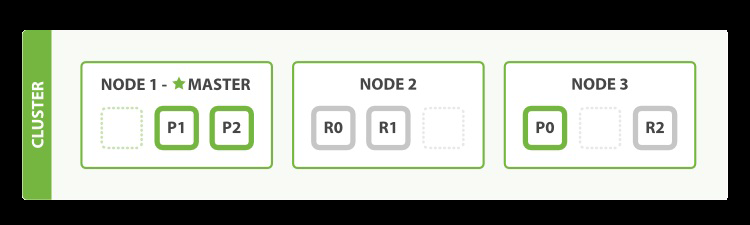 CLUSTER
NODE 1 - ★ MASTER
P1 P2
NODE 2
R0 R1
NODE 3
P0 R2